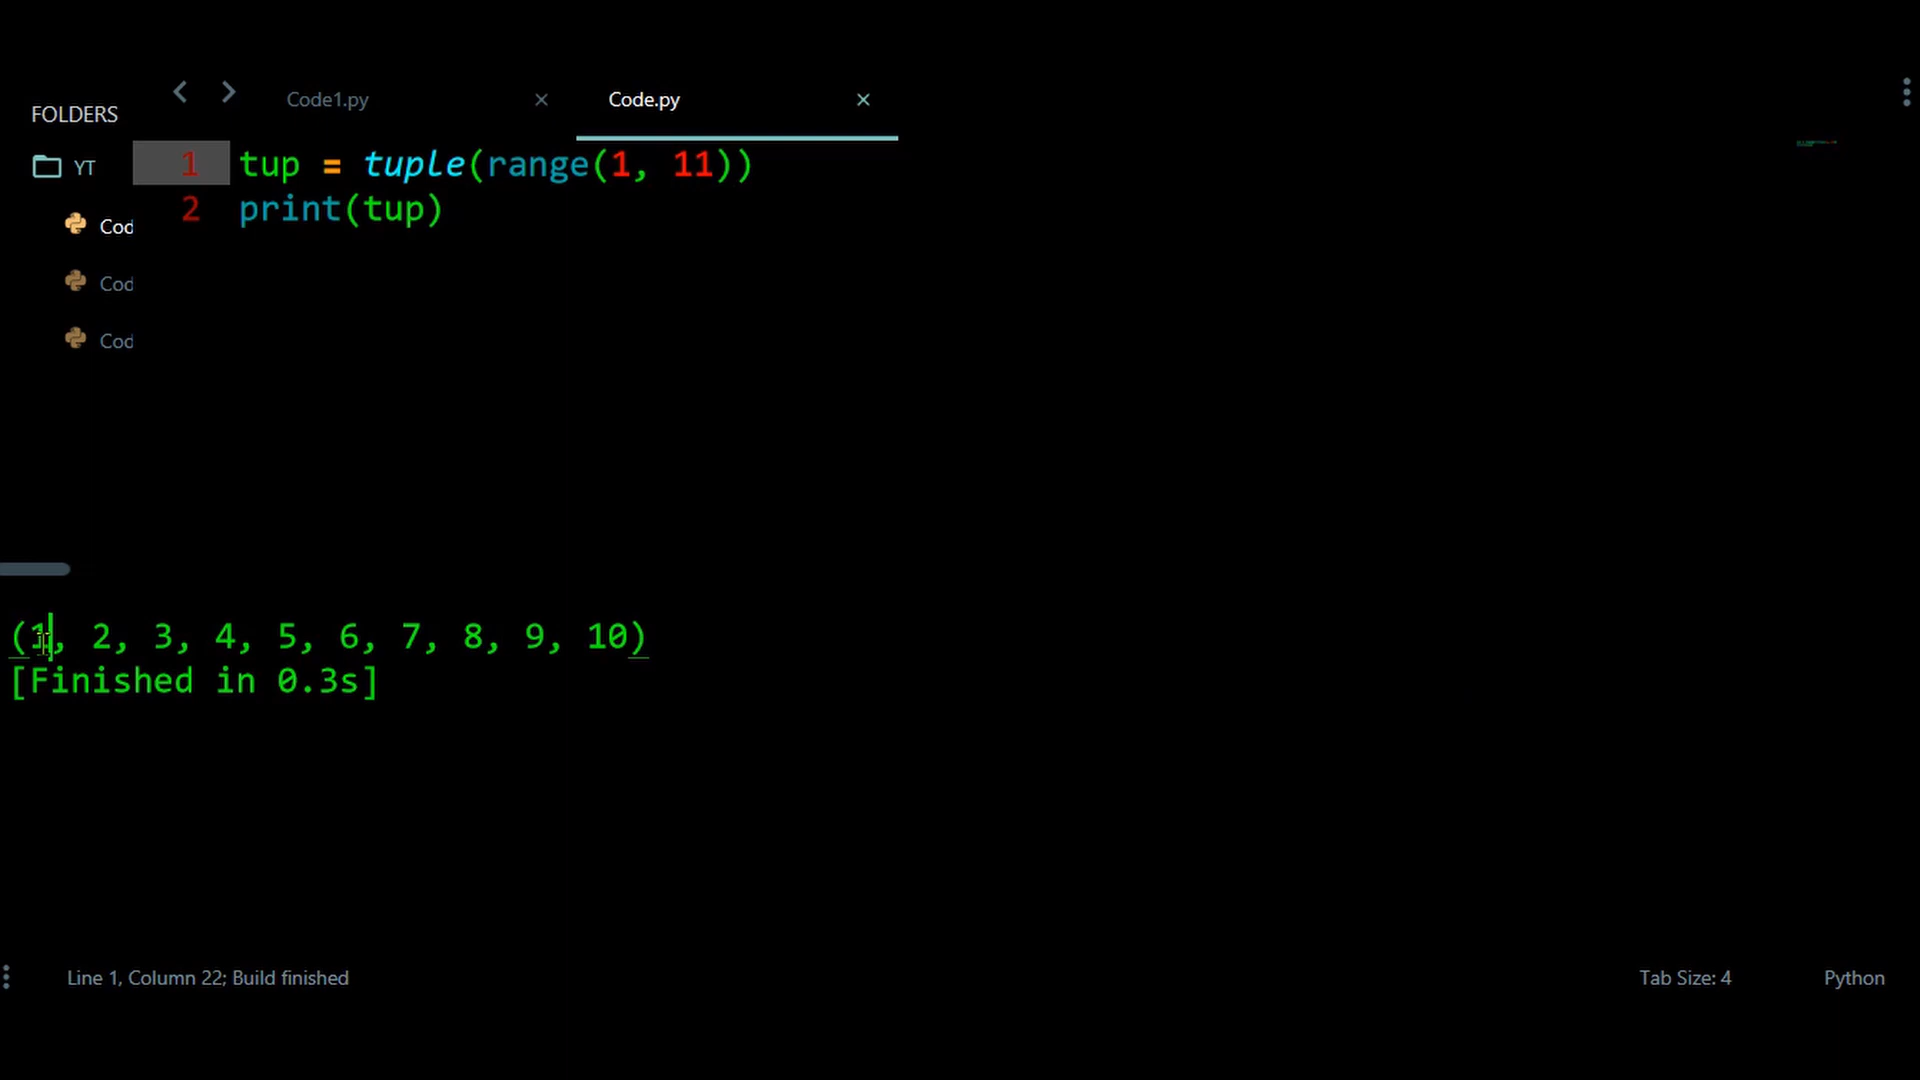 FOLDERS
YT
Cod
Cod
Cod
Code1.py
Code.py
1 tup = tuple(range(1, 11))
2 print(tup)
(1, 2, 3, 4, 5, 6, 7, 8, 9, 10)
[Finished in 0.3s]
Line 1, Column 22; Build finished
Tab Size: 4
Python